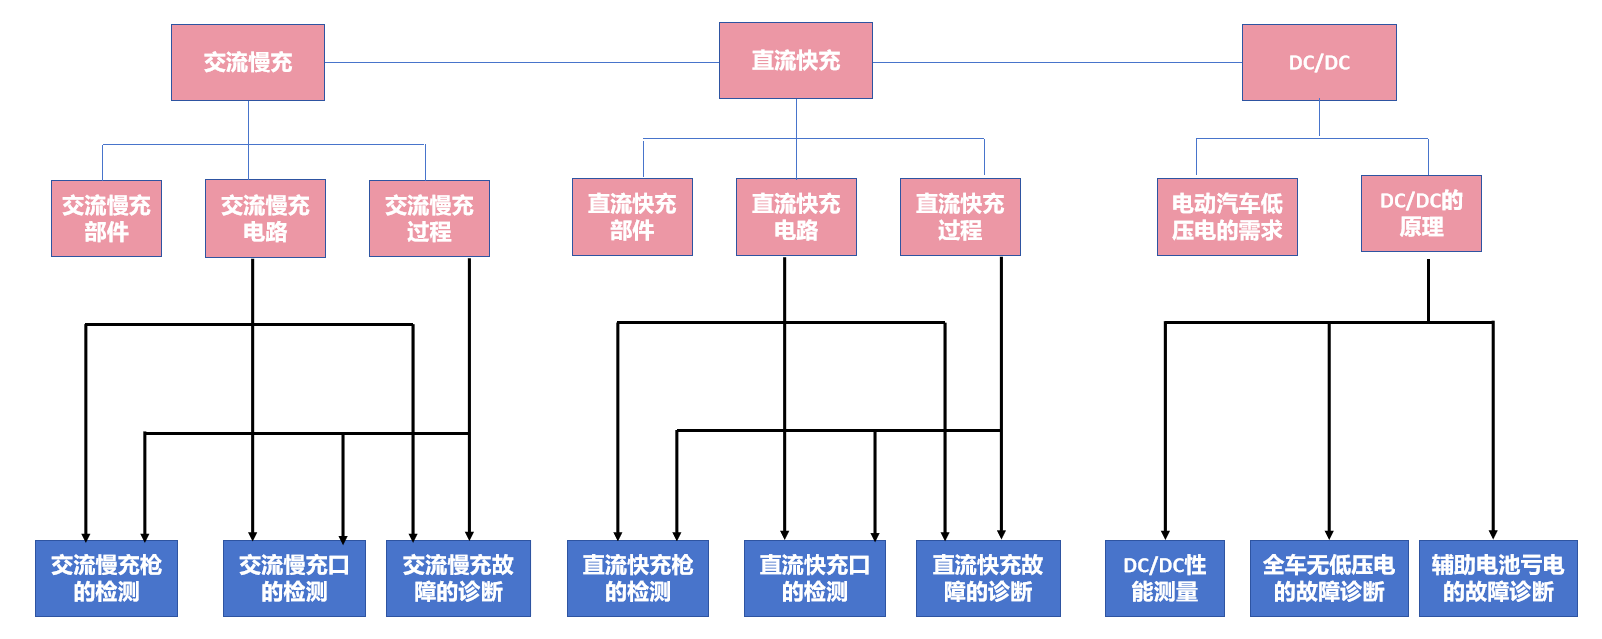 交流慢充
直流快充
DC/DC
交流慢充
部件
交流慢充
电路
交流慢充
过程
直流快充
部件
直流快充
电路
直流快充
过程
电动汽车低
压电的需求
DC/DC的
原理
交流慢充枪
的检测
交流慢充口
的检测
交流慢充故
障的诊断
直流快充枪
的检测
直流快充口
的检测
直流快充故
障的诊断
DC/DC性
能测量
全车无低压电
的故障诊断
辅助电池亏电
的故障诊断